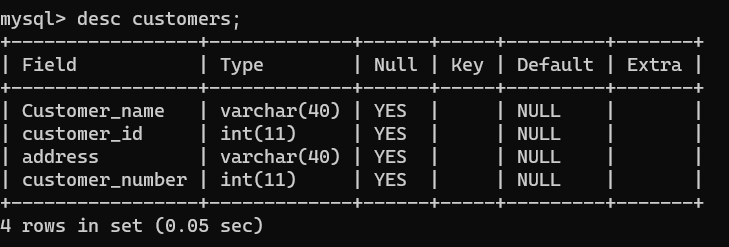 mysql> desc customers;
+-----------------+-------------+------+-----+---------+-------+
| Field           | Type        | Null | Key | Default | Extra |
+-----------------+-------------+------+-----+---------+-------+
| Customer_name   | varchar(40) | YES  |     | NULL    |       |
| customer_id     | int(11)     | YES  |     | NULL    |       |
| address         | varchar(40) | YES  |     | NULL    |       |
| customer_number | int(11)     | YES  |     | NULL    |       |
+-----------------+-------------+------+-----+---------+-------+
4 rows in set (0.05 sec)